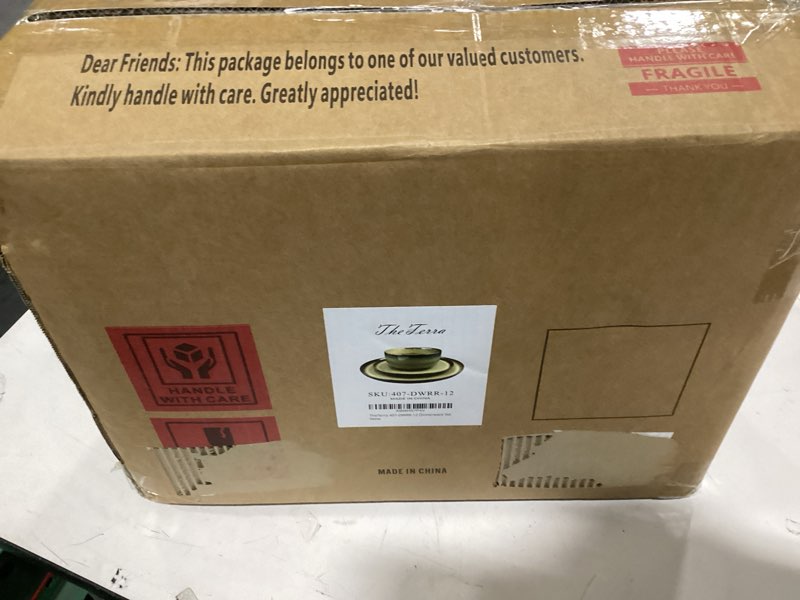 Dear Friends: This package belongs to one of our valued customers.
Kindly handle with care. Greatly appreciated!
PLEASE
HANDLE WITH CARE
FRAGILE
— THANK YOU —
HANDLE
WITH CARE
The Terra
SKU:407-DWRR-12
MADE IN CHINA
MADE IN CHINA